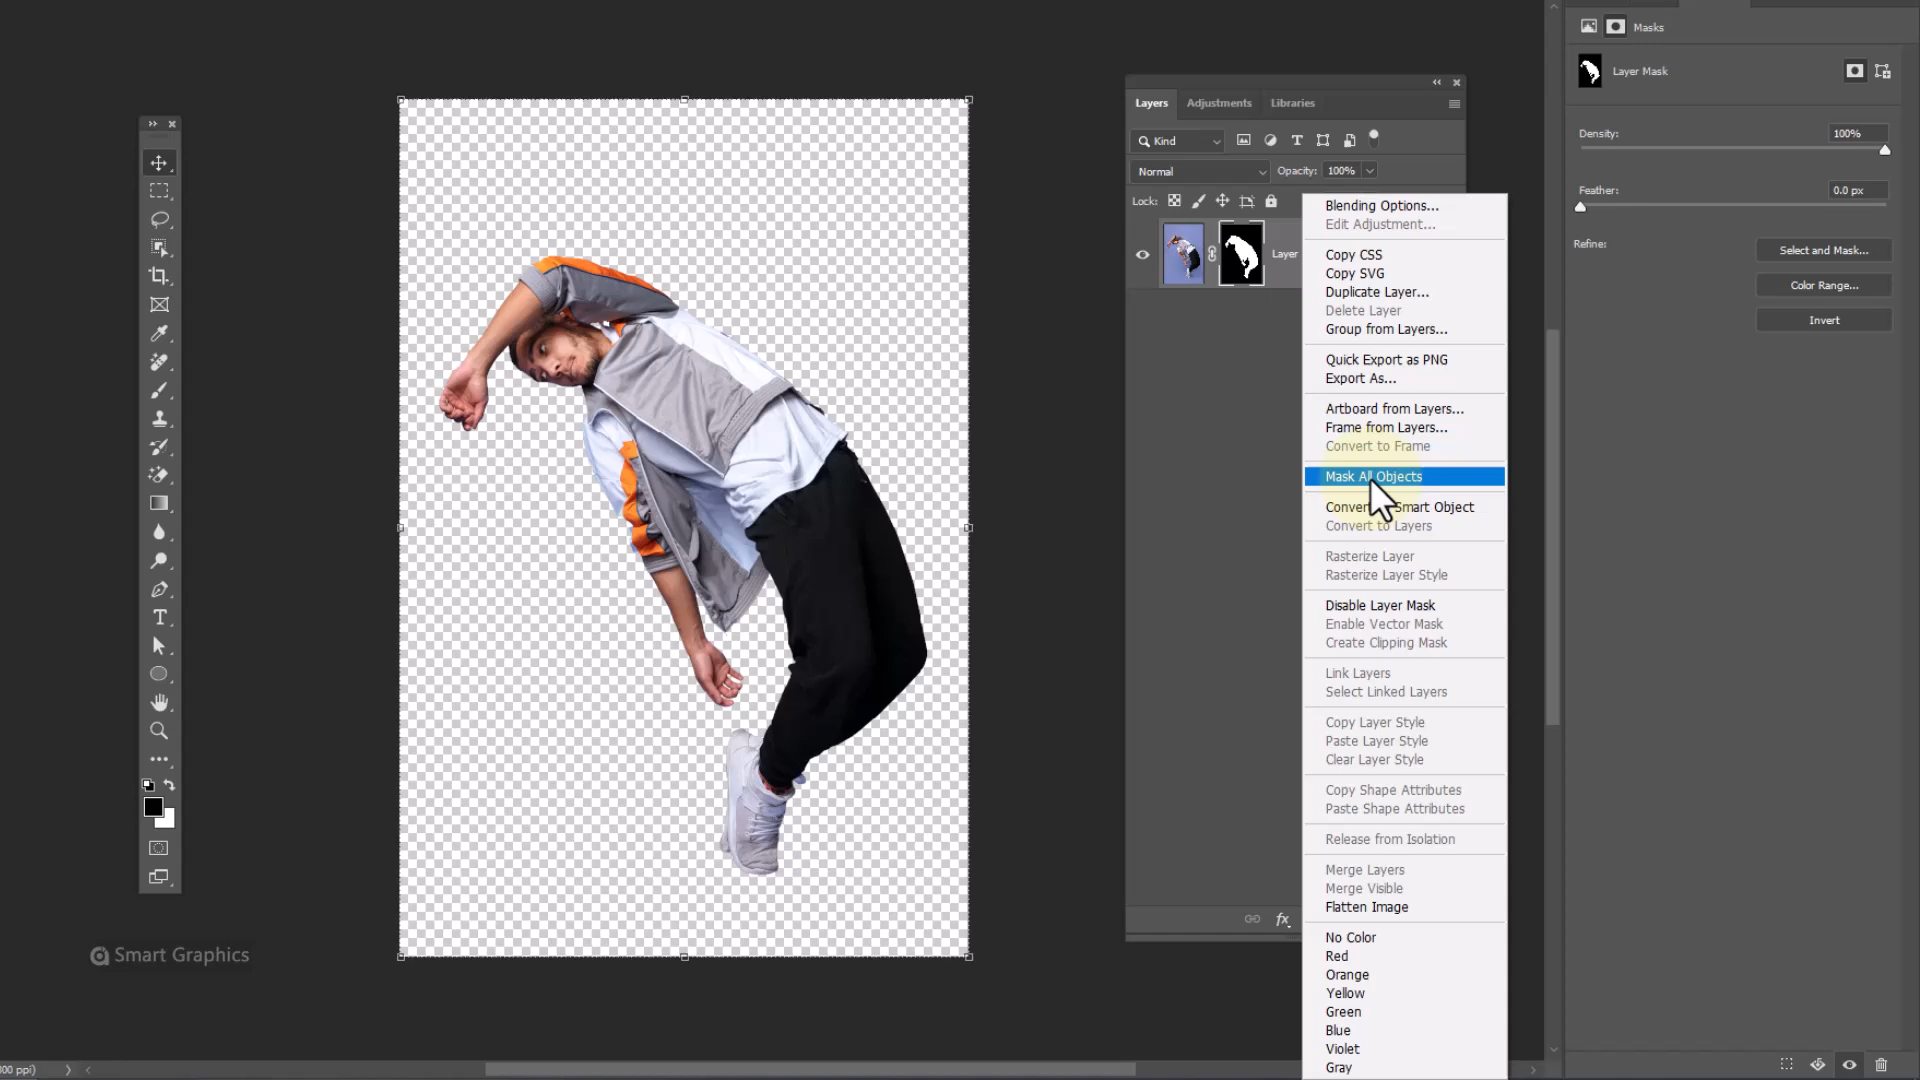 Masks
Layer Mask
Density:
100%
Feather:
0.0 px
Refine:
Select and Mask...
Color Range...
Invert
Layers
Adjustments
Libraries
Kind
Normal
Opacity:
100%
Lock:
Layer
fx
Blending Options...
Edit Adjustment...
Copy CSS
Copy SVG
Duplicate Layer...
Delete Layer
Group from Layers...
Quick Export as PNG
Export As...
Artboard from Layers...
Frame from Layers...
Convert to Frame
Mask All Objects
Convert Smart Object
Convert to Layers
Rasterize Layer
Rasterize Layer Style
Disable Layer Mask
Enable Vector Mask
Create Clipping Mask
Link Layers
Select Linked Layers
Copy Layer Style
Paste Layer Style
Clear Layer Style
Copy Shape Attributes
Paste Shape Attributes
Release from Isolation
Merge Layers
Merge Visible
Flatten Image
No Color
Red
Orange
Yellow
Green
Blue
Violet
Gray
Smart Graphics
ppi)